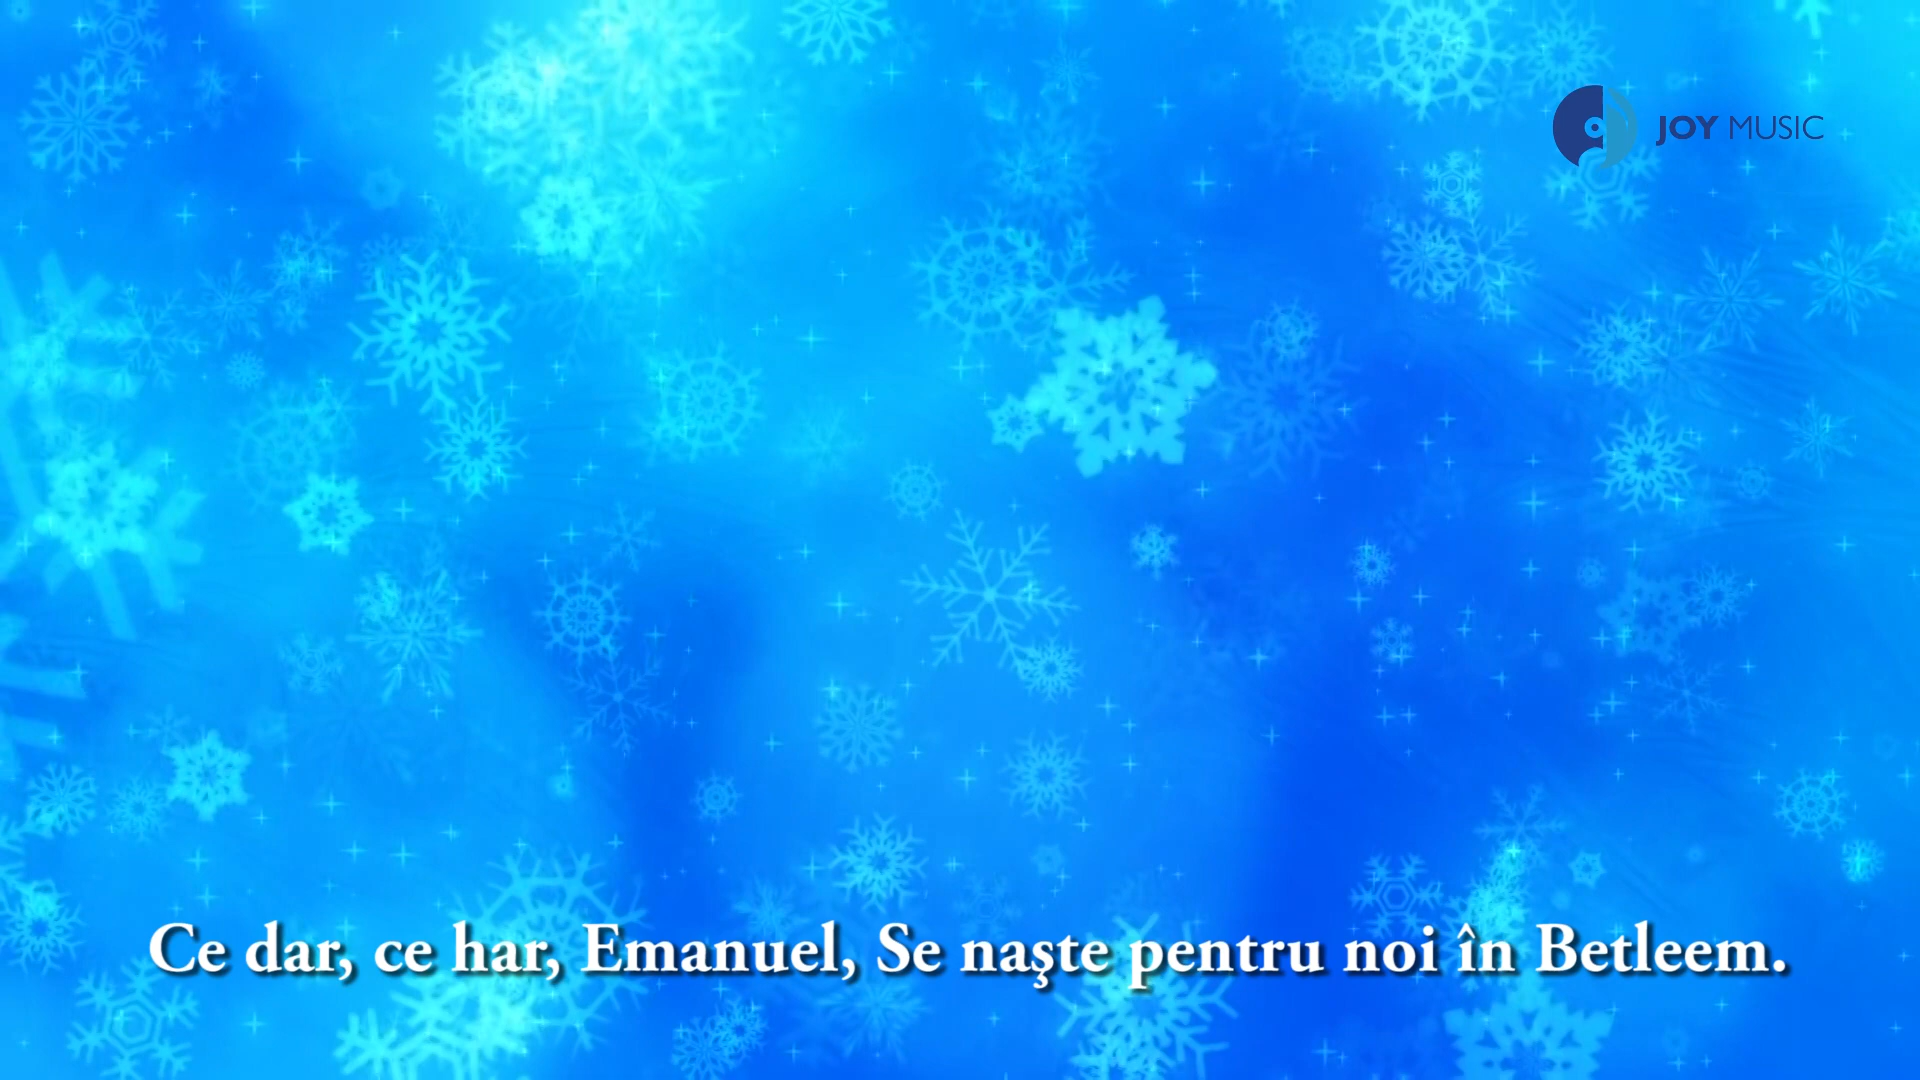 JOY MUSIC
Ce dar, ce har, Emanuel, Se naşte pentru noi în Betleem.